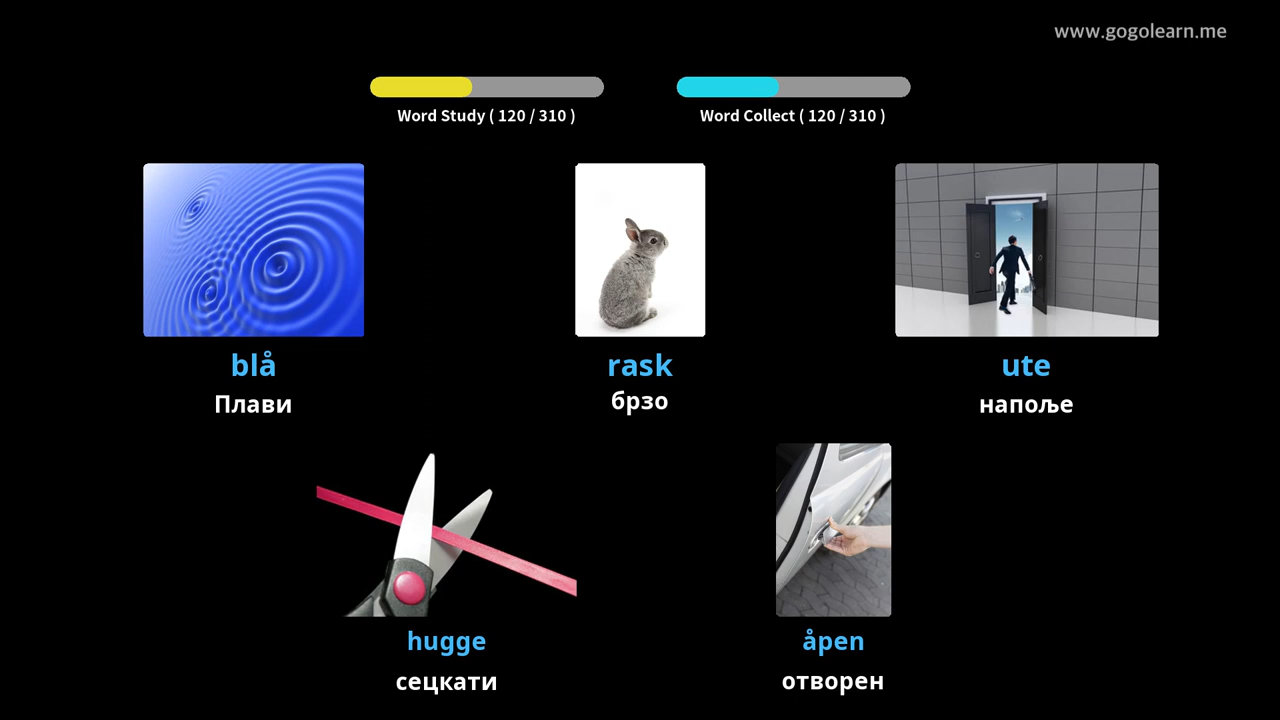 www.gogolearn.me
Word Study ( 120 / 310 )
Word Collect ( 120 / 310 )
blå
rask
ute
Плави
брзо
напоље
hugge
åpen
сецкати
отворен